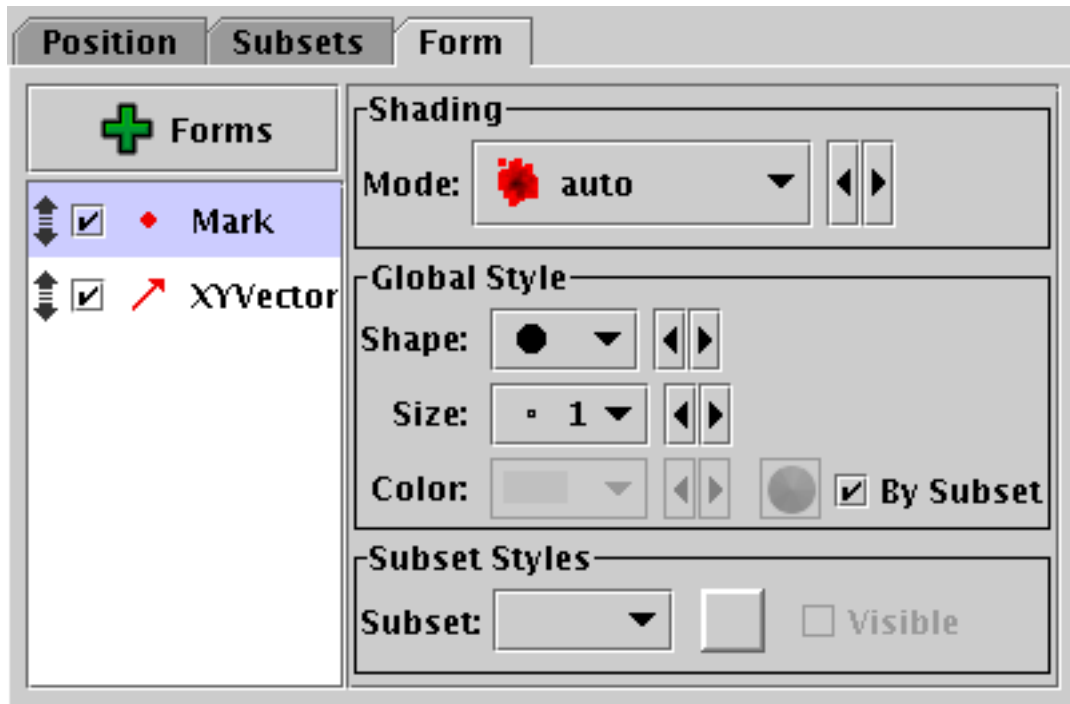 Position Subsets Form
Forms
Mark
XYVector
Shading
Mode: auto
Global Style
Shape:
Size: 1
Color: By Subset
Subset Styles
Subset: Visible